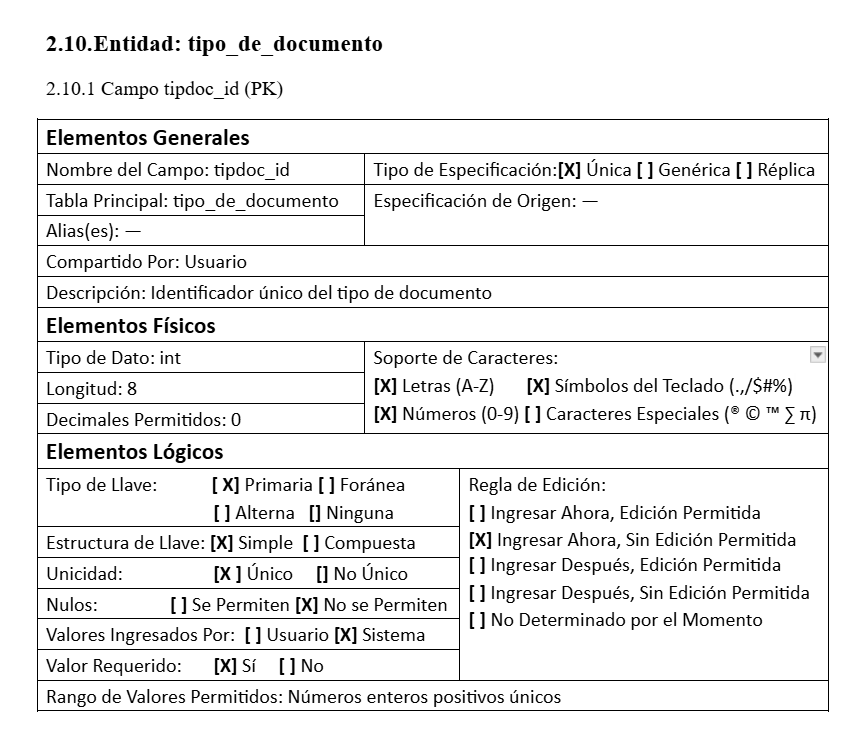 2.10.Entidad: tipo_de_documento
2.10.1 Campo tipdoc_id (PK)
Elementos Generales
Nombre del Campo: tipdoc_id
Tipo de Especificación:[X] Única [ ] Genérica [ ] Réplica
Tabla Principal: tipo_de_documento
Especificación de Origen: —
Alias(es): —
Compartido Por: Usuario
Descripción: Identificador único del tipo de documento
Elementos Físicos
Tipo de Dato: int
Longitud: 8
Decimales Permitidos: 0
Soporte de Caracteres:
[X] Letras (A-Z) [X] Símbolos del Teclado (.,/$#%)
[X] Números (0-9) [ ] Caracteres Especiales (® © ™ ∑ π)
Elementos Lógicos
Tipo de Llave: [ X] Primaria [ ] Foránea
[ ] Alterna [] Ninguna
Estructura de Llave: [X] Simple [ ] Compuesta
Unicidad: [X ] Único [] No Único
Nulos: [ ] Se Permiten [X] No se Permiten
Valores Ingresados Por: [ ] Usuario [X] Sistema
Valor Requerido: [X] Sí [ ] No
Regla de Edición:
[ ] Ingresar Ahora, Edición Permitida
[X] Ingresar Ahora, Sin Edición Permitida
[ ] Ingresar Después, Edición Permitida
[ ] Ingresar Después, Sin Edición Permitida
[ ] No Determinado por el Momento
Rango de Valores Permitidos: Números enteros positivos únicos